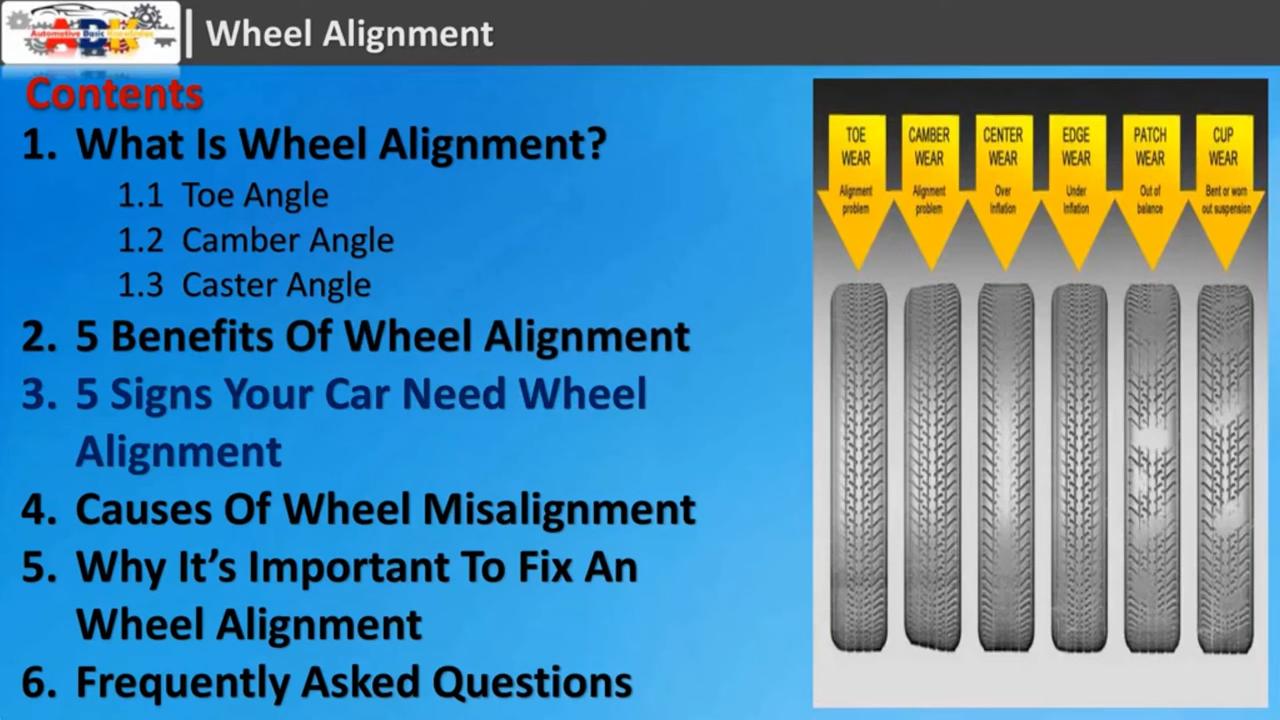 Automotive Basic
ABK
Wheel Alignment
Contents
1. What Is Wheel Alignment?
1.1 Toe Angle
1.2 Camber Angle
1.3 Caster Angle
2. 5 Benefits Of Wheel Alignment
3. 5 Signs Your Car Need Wheel
Alignment
4. Causes Of Wheel Misalignment
5. Why It's Important To Fix An
Wheel Alignment
6. Frequently Asked Questions
TOE
WEAR
Alignment
problem
CAMBER
WEAR
Alignment
problem
CENTER
WEAR
Over
Inflation
EDGE
WEAR
Under
Inflation
PATCH
WEAR
Out of
balance
CUP
WEAR
Bent or worn
out suspension